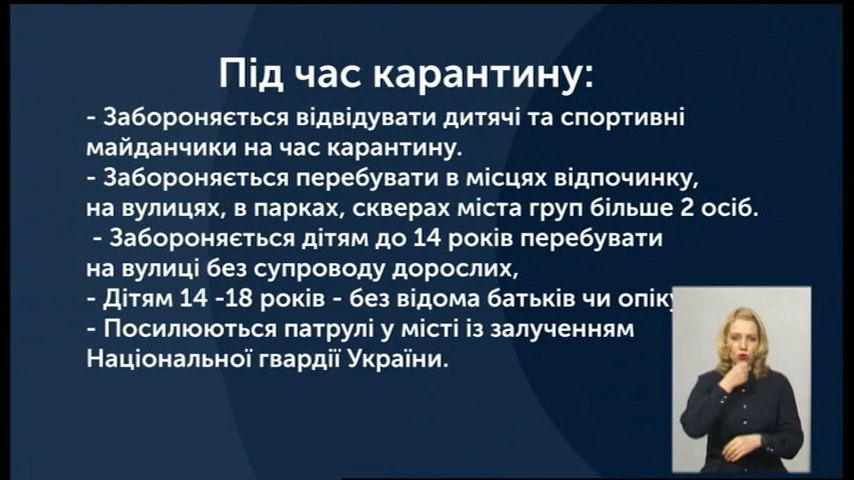 Під час карантину:
- Забороняється відвідувати дитячі та спортивні
майданчики на час карантину.
- Забороняється перебувати в місцях відпочинку,
на вулицях, в парках, скверах міста груп більше 2 осіб.
- Забороняється дітям до 14 років перебувати
на вулиці без супроводу дорослих,
- Дітям 14 -18 років - без відома батьків чи
- Посилюються патрулі у місті із залученням
Національної гвардії України.